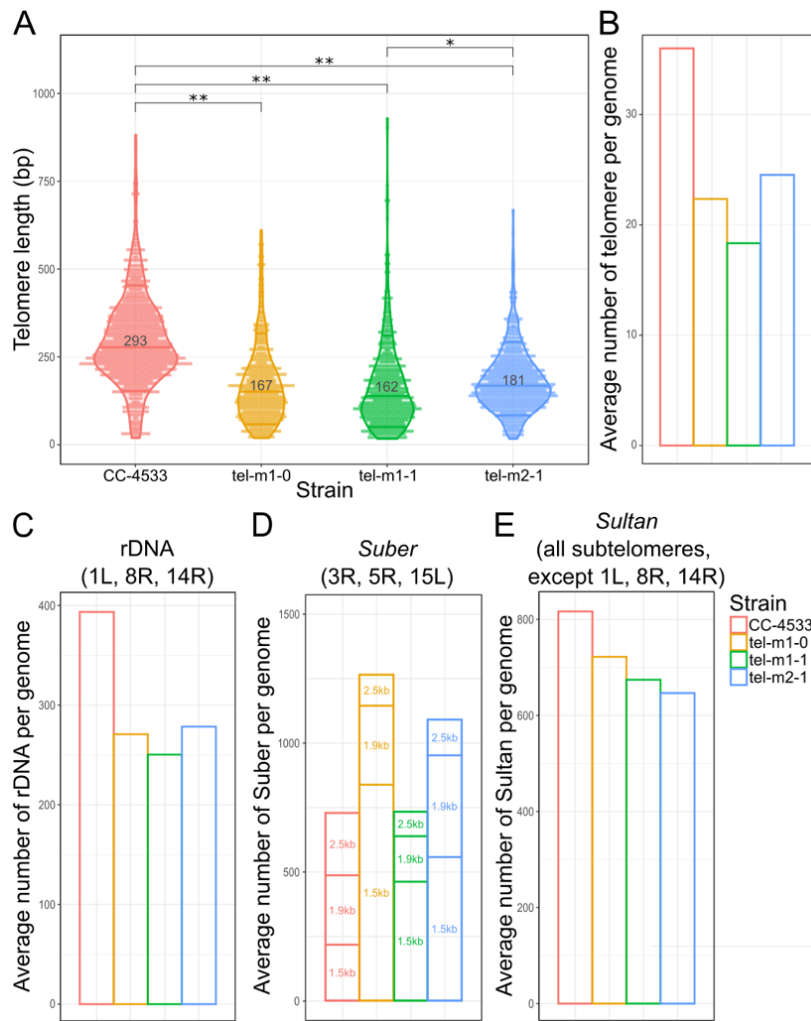 A
Telomere length (bp)
1000
750
500
250
0
**
**
**
*
293
167
162
181
CC-4533
tel-m1-0
tel-m1-1
tel-m2-1
Strain
B
Average number of telomere per genome
30
20
10
0
C
rDNA
(1L, 8R, 14R)
Average number of rDNA per genome
400
300
200
100
0
D
Suber
(3R, 5R, 15L)
Average number of Suber per genome
1500
1000
500
0
2.5kb
1.9kb
1.5kb
2.5kb
1.9kb
1.5kb
2.5kb
1.9kb
1.5kb
2.5kb
1.9kb
1.5kb
E
Sultan
(all subtelomeres,
except 1L, 8R, 14R)
Average number of Sultan per genome
800
600
400
200
0
Strain
CC-4533
tel-m1-0
tel-m1-1
tel-m2-1